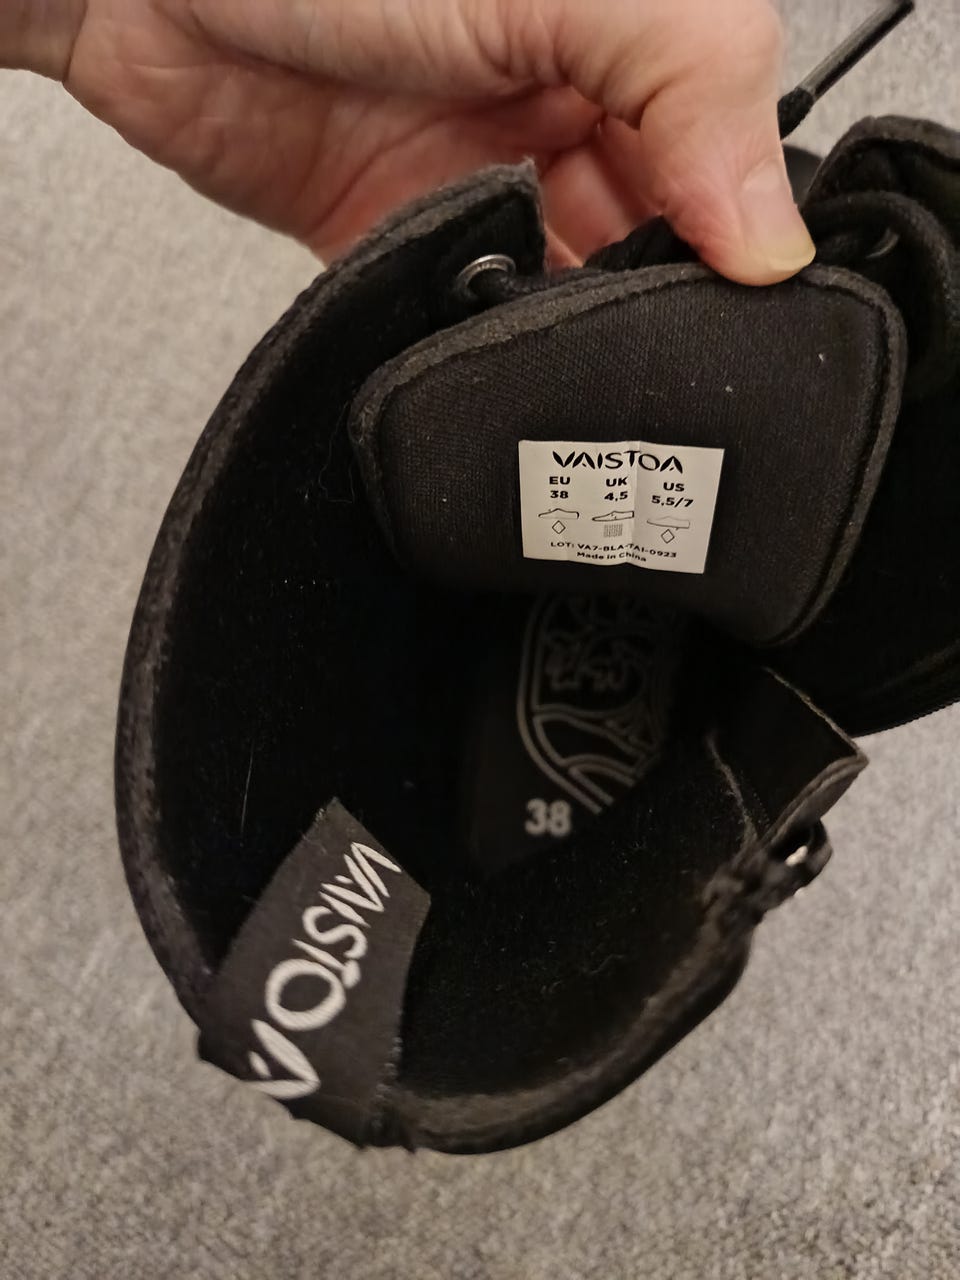 VAISTOA
EU UK US
38 4,5 5,5/7
LOT: VA7-BLA-TA1-0923
Made in China
38
VAISTOA